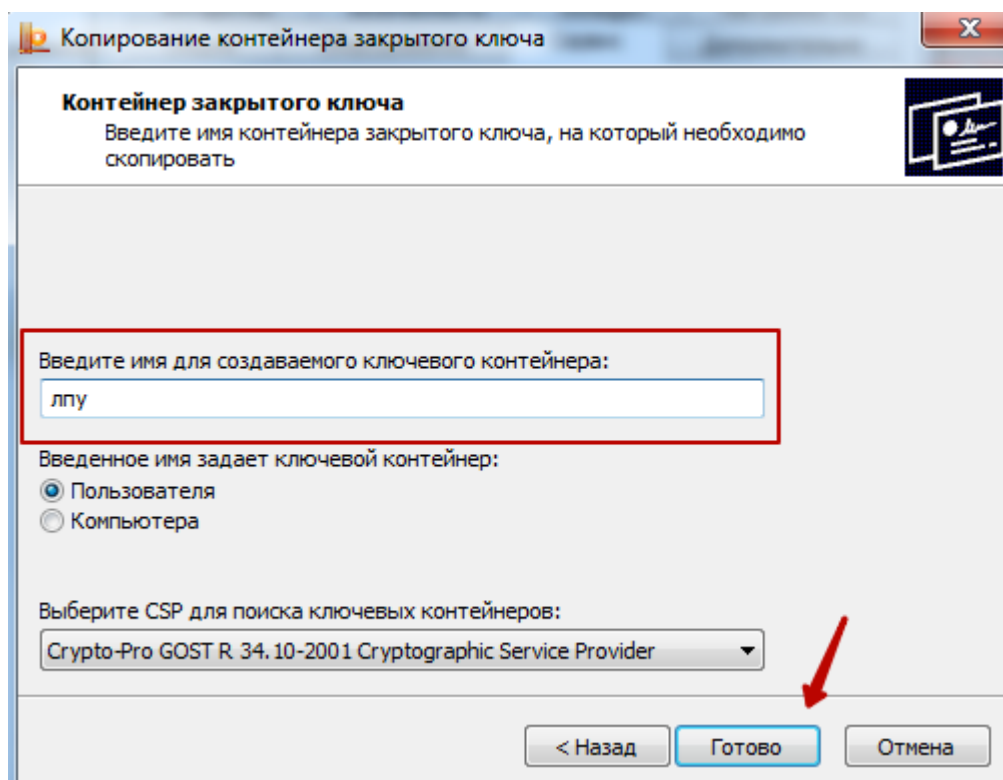 Копирование контейнера закрытого ключа
Контейнер закрытого ключа
Введите имя контейнера закрытого ключа, на который необходимо
скопировать
Введите имя для создаваемого ключевого контейнера:
лпу
Введенное имя задает ключевой контейнер:
Пользователя
Компьютера
Выберите CSP для поиска ключевых контейнеров:
Crypto-Pro GOST R 34.10-2001 Cryptographic Service Provider
< Назад
Готово
Отмена